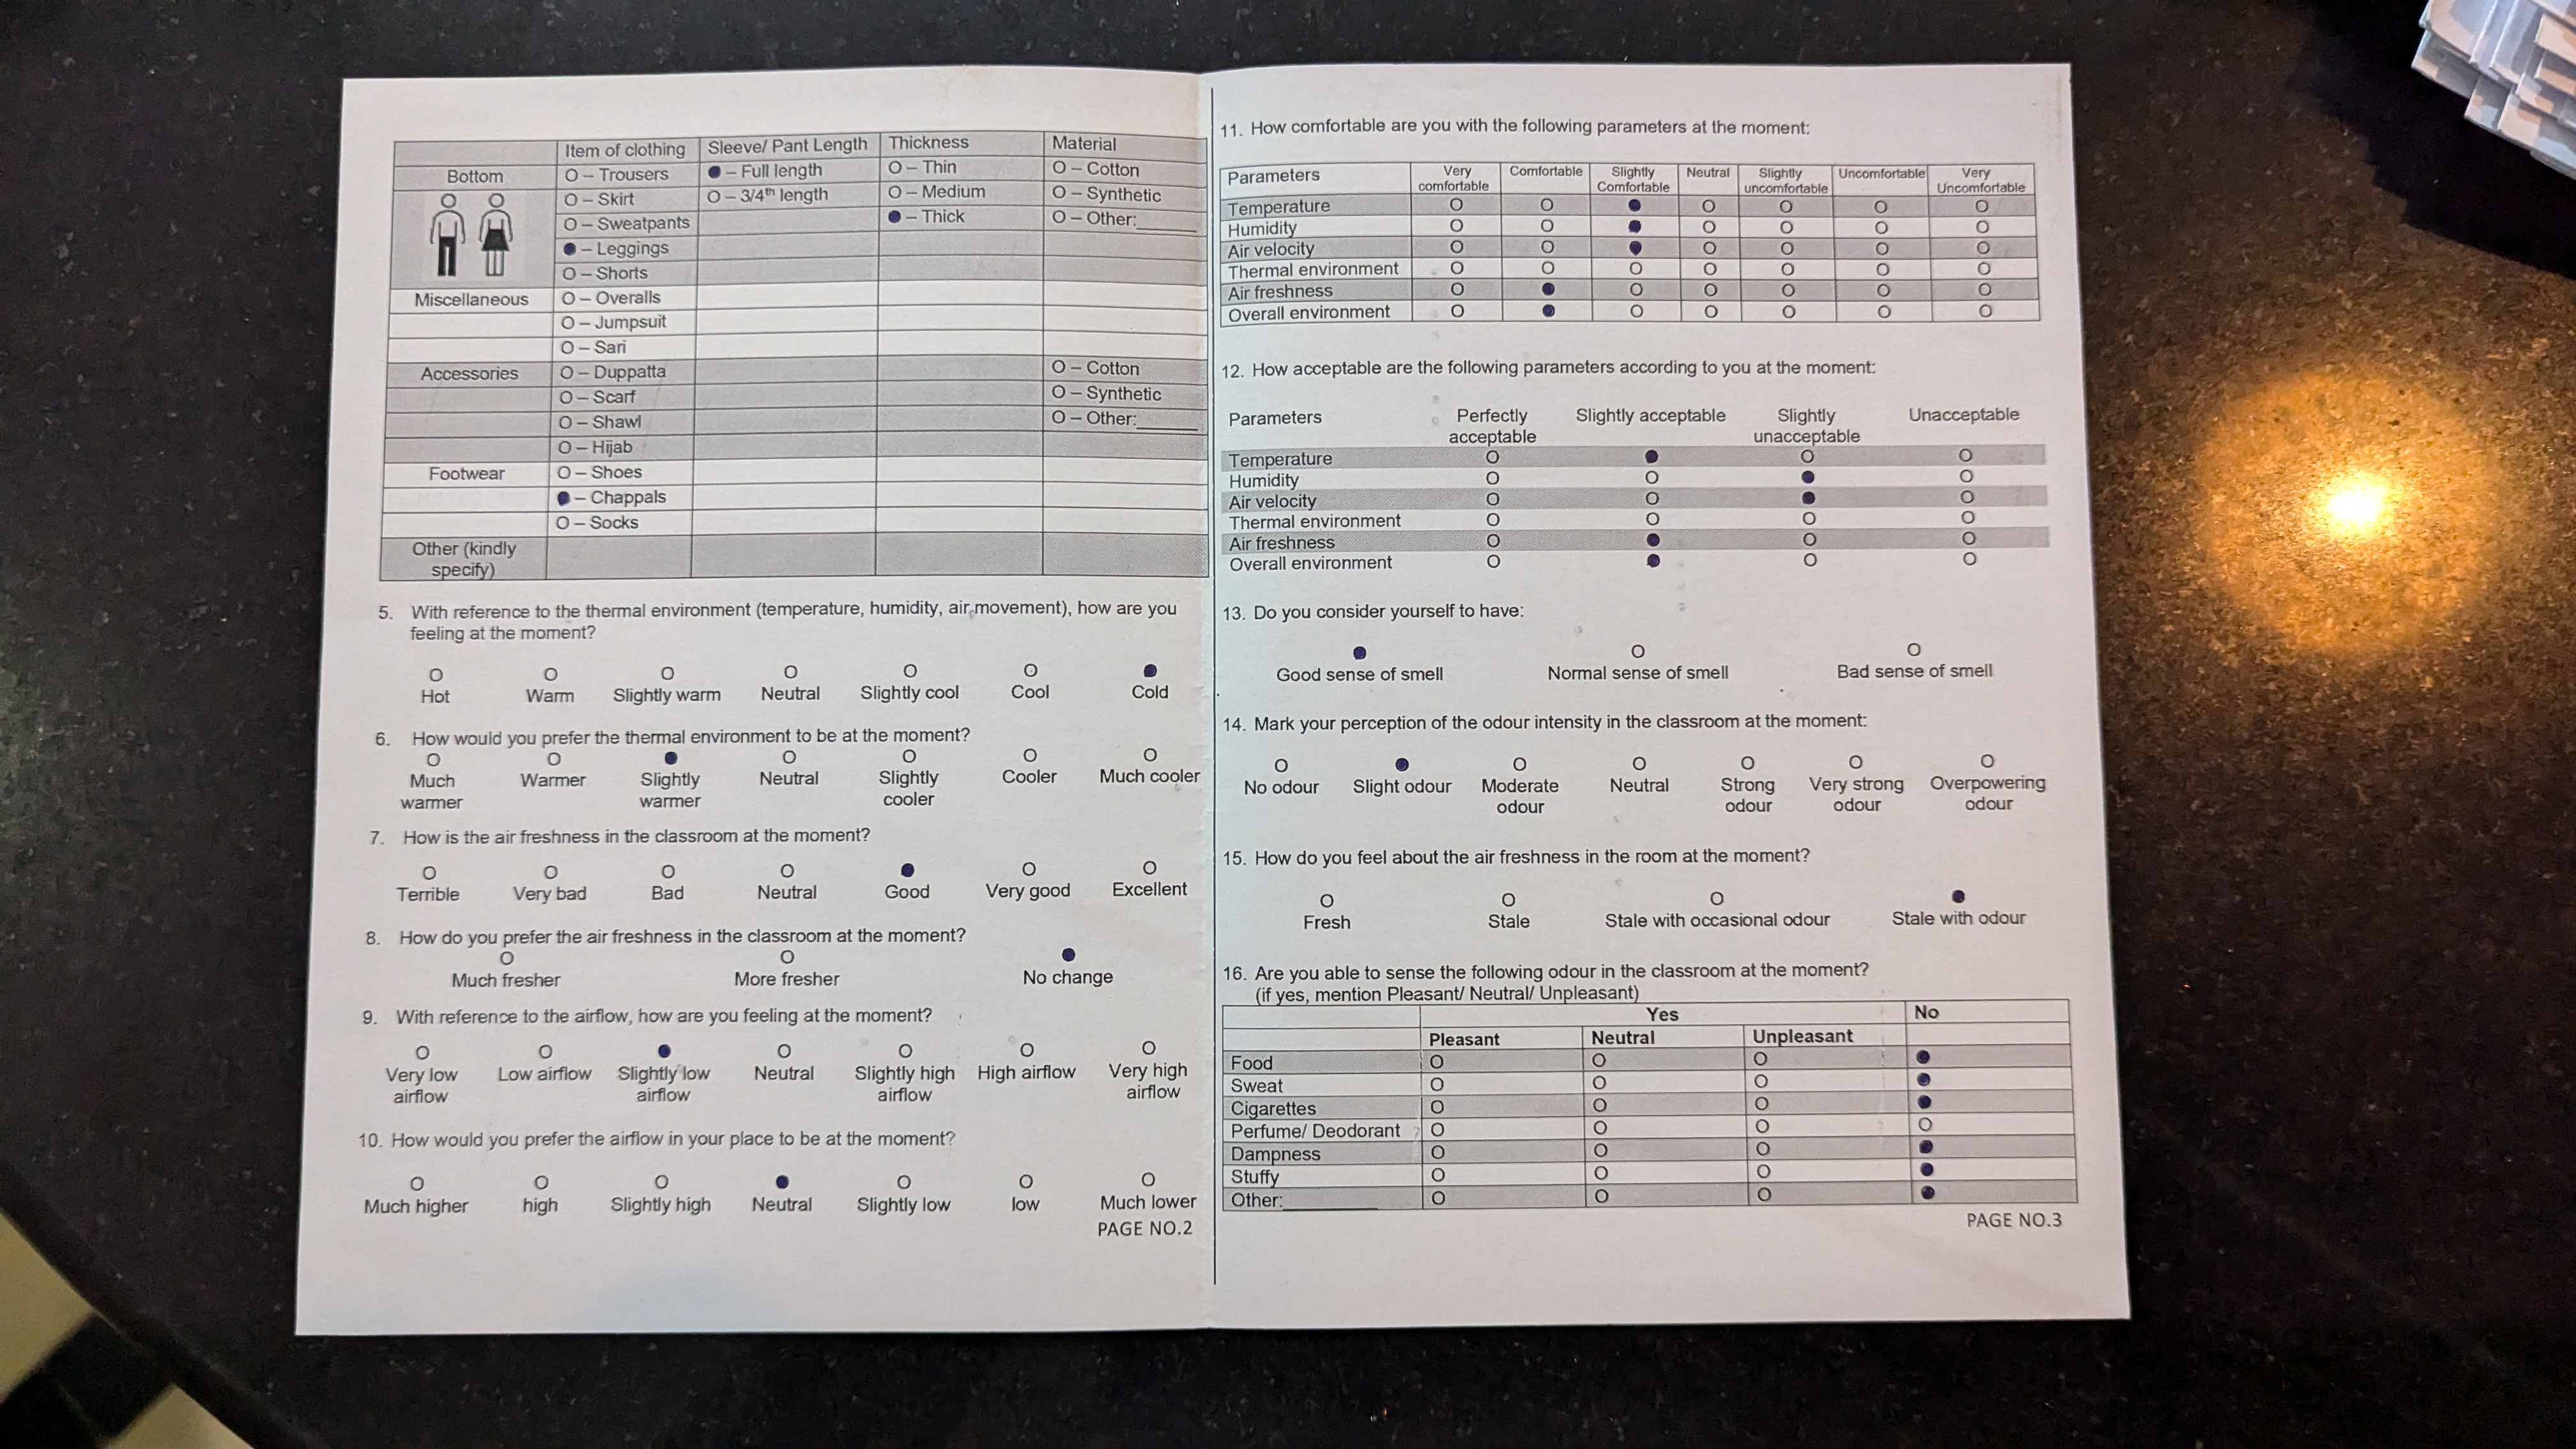 Item of clothing Sleeve/ Pant Length Thickness Material
Bottom O – Trousers ● – Full length O – Thin O – Cotton
O – Skirt O – 3/4th length O – Medium O – Synthetic
O – Sweatpants ● – Thick O – Other:______
● – Leggings
O – Shorts
Miscellaneous O – Overalls
O – Jumpsuit
O – Sari
Accessories O – Duppatta O – Cotton
O – Scarf O – Synthetic
O – Shawl O – Other:______
O – Hijab
Footwear O – Shoes
● – Chappals
O – Socks
Other (kindly
specify)
5. With reference to the thermal environment (temperature, humidity, air movement), how are you
feeling at the moment?
O O O O O O ●
Hot Warm Slightly warm Neutral Slightly cool Cool Cold
6. How would you prefer the thermal environment to be at the moment?
O O ● O O O O
Much Warmer Slightly Neutral Slightly Cooler Much cooler
warmer warmer cooler
7. How is the air freshness in the classroom at the moment?
O O O O ● O O
Terrible Very bad Bad Neutral Good Very good Excellent
8. How do you prefer the air freshness in the classroom at the moment?
O O ●
Much fresher More fresher No change
9. With reference to the airflow, how are you feeling at the moment?
O O ● O O O O
Very low Low airflow Slightly low Neutral Slightly high High airflow Very high
airflow airflow airflow airflow
10. How would you prefer the airflow in your place to be at the moment?
O O O ● O O O
Much higher high Slightly high Neutral Slightly low low Much lower
PAGE NO.2
11. How comfortable are you with the following parameters at the moment:
Parameters Very Comfortable Slightly Neutral Slightly Uncomfortable Very
comfortable Comfortable uncomfortable Uncomfortable
Temperature O O ● O O O O
Humidity O O ● O O O O
Air velocity O O ● O O O O
Thermal environment O O O O O O O
Air freshness O ● O O O O O
Overall environment O ● O O O O O
12. How acceptable are the following parameters according to you at the moment:
Parameters Perfectly Slightly acceptable Slightly Unacceptable
acceptable unacceptable
Temperature O ● O O
Humidity O O ● O
Air velocity O O ● O
Thermal environment O O O O
Air freshness O ● O O
Overall environment O ● O O
13. Do you consider yourself to have:
● O O
Good sense of smell Normal sense of smell Bad sense of smell
14. Mark your perception of the odour intensity in the classroom at the moment:
O ● O O O O O
No odour Slight odour Moderate Neutral Strong Very strong Overpowering
odour odour odour odour
15. How do you feel about the air freshness in the room at the moment?
O O O ●
Fresh Stale Stale with occasional odour Stale with odour
16. Are you able to sense the following odour in the classroom at the moment?
(if yes, mention Pleasant/ Neutral/ Unpleasant)
Yes No
Pleasant Neutral Unpleasant
Food O O O ●
Sweat O O O ●
Cigarettes O O O ●
Perfume/ Deodorant O O O O
Dampness O O O ●
Stuffy O O O ●
Other:__________ O O O ●
PAGE NO.3